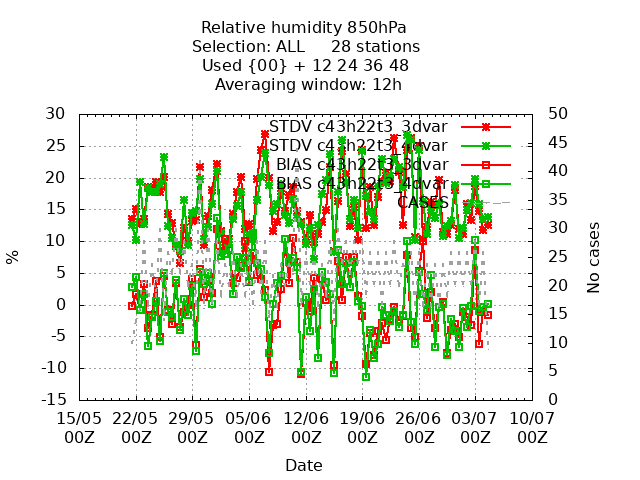 Relative humidity 850hPa
Selection: ALL 28 stations
Used {00} + 12 24 36 48
Averaging window: 12h
STDV c43h22t3_3dvar
STDV c43h22t3_4dvar
BIAS c43h22t3_3dvar
BIAS c43h22t3_4dvar
CASES
30
25
20
15
10
5
0
-5
-10
-15
%
50
45
40
35
30
25
20
15
10
5
0
No cases
15/05 22/05 29/05 05/06 12/06 19/06 26/06 03/07 10/07
00Z 00Z 00Z 00Z 00Z 00Z 00Z 00Z 00Z
Date